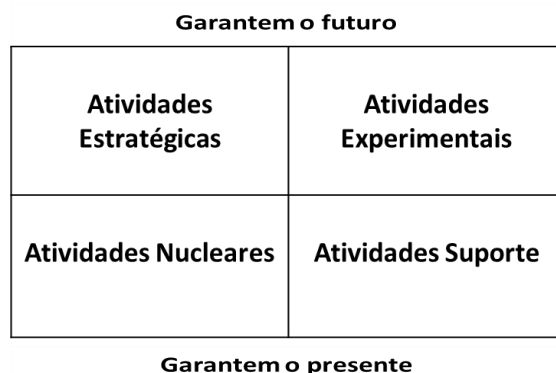 Garantem o futuro
Atividades
Estratégicas
Atividades
Experimentais
Atividades Nucleares
Atividades Suporte
Garantem o presente